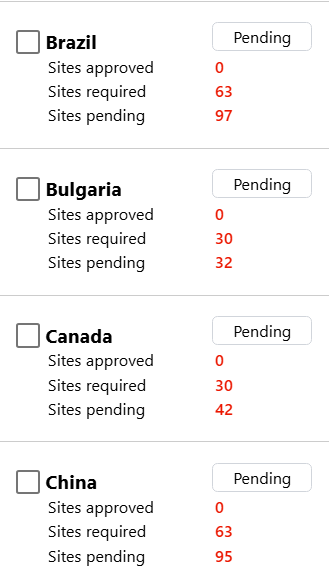 Brazil Pending
Sites approved 0
Sites required 63
Sites pending 97
Bulgaria Pending
Sites approved 0
Sites required 30
Sites pending 32
Canada Pending
Sites approved 0
Sites required 30
Sites pending 42
China Pending
Sites approved 0
Sites required 63
Sites pending 95